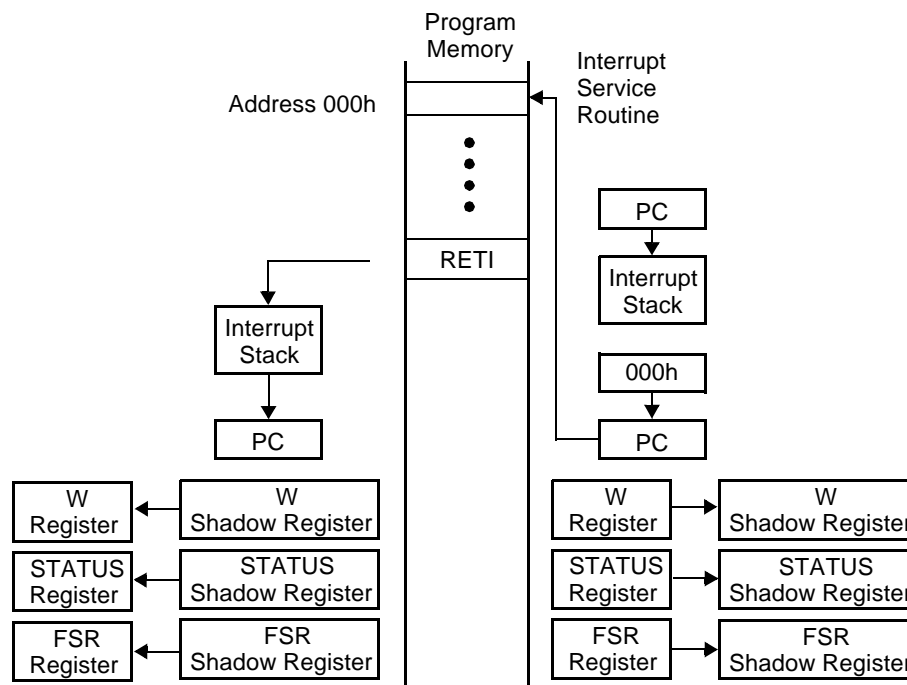 Program
Memory
Address 000h
Interrupt
Service
Routine
PC
Interrupt
Stack
RETI
Interrupt
Stack
PC
000h
PC
W
Register
W
Shadow Register
STATUS
Register
STATUS
Shadow Register
FSR
Register
FSR
Shadow Register
W
Register
W
Shadow Register
STATUS
Register
STATUS
Shadow Register
FSR
Register
FSR
Shadow Register